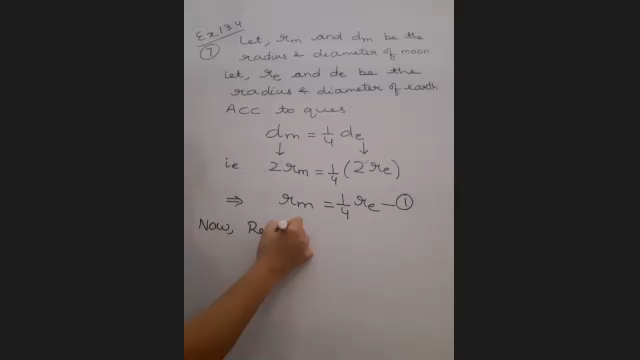 Ex 13.4
7 Let, rm and dm be the
radius & diameter of moon
Let, re and de be the
radius & diameter of earth
ACC to ques
dm = 1/4 de
↓ ↓
i.e. 2rm = 1/4 (2re)
⇒ rm = 1/4 re — 1
Now,